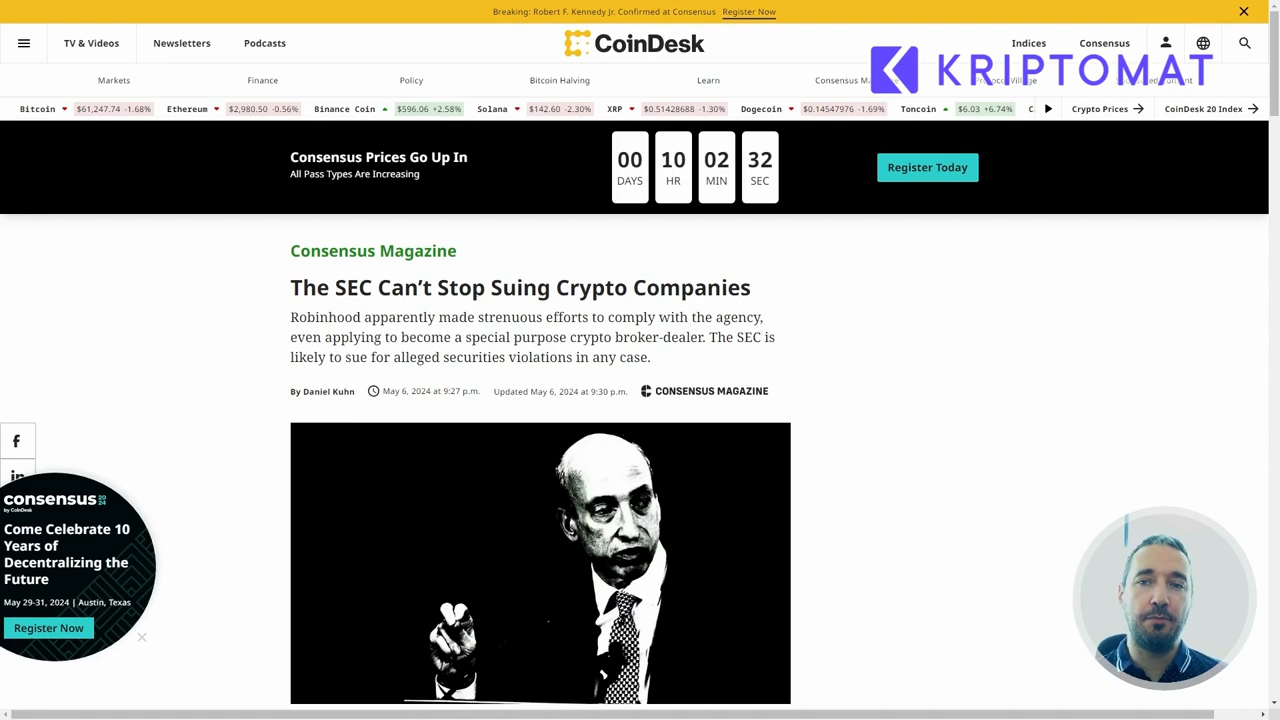 Breaking: Robert F. Kennedy Jr. Confirmed at Consensus Register Now
TV & Videos Newsletters Podcasts CoinDesk Indices Consensus
KRIPTOMAT
Markets Finance Policy Bitcoin Halving Learn Consensus
Bitcoin $61,247.74 -1.68% Ethereum $2,980.50 -0.56% Binance Coin $596.06 +2.58% Solana $142.60 -2.30% XRP $0.51428688 -1.30% Dogecoin $0.14547976 -1.69% Toncoin $6.03 +6.74% C Crypto Prices CoinDesk 20 Index
Consensus Prices Go Up In
All Pass Types Are Increasing
00 10 02 32
DAYS HR MIN SEC
Register Today
Consensus Magazine
The SEC Can’t Stop Suing Crypto Companies
Robinhood apparently made strenuous efforts to comply with the agency,
even applying to become a special purpose crypto broker-dealer. The SEC is
likely to sue for alleged securities violations in any case.
By Daniel Kuhn May 6, 2024 at 9:27 p.m. Updated May 6, 2024 at 9:30 p.m. CONSENSUS MAGAZINE
f
in
consensus 2024
by CoinDesk
Come Celebrate 10
Years of
Decentralizing the
Future
May 29-31, 2024 | Austin, Texas
Register Now